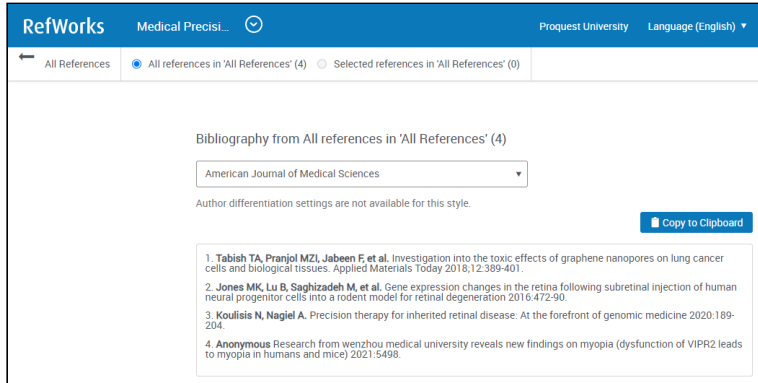 RefWorks Medical Precisi... Proquest University Language (English)
All References All references in 'All References' (4) Selected references in 'All References' (0)
Bibliography from All references in 'All References' (4)
American Journal of Medical Sciences
Author differentiation settings are not available for this style.
Copy to Clipboard
1. Tabish TA, Pranjol MZI, Jabeen F, et al. Investigation into the toxic effects of graphene nanopores on lung cancer
cells and biological tissues. Applied Materials Today 2018;12:389-401.
2. Jones MK, Lu B, Saghizadeh M, et al. Gene expression changes in the retina following subretinal injection of human
neural progenitor cells into a rodent model for retinal degeneration 2016:472-90.
3. Koulisis N, Nagiel A. Precision therapy for inherited retinal disease: At the forefront of genomic medicine 2020:189-
204.
4. Anonymous Research from wenzhou medical university reveals new findings on myopia (dysfunction of VIPR2 leads
to myopia in humans and mice) 2021:5498.